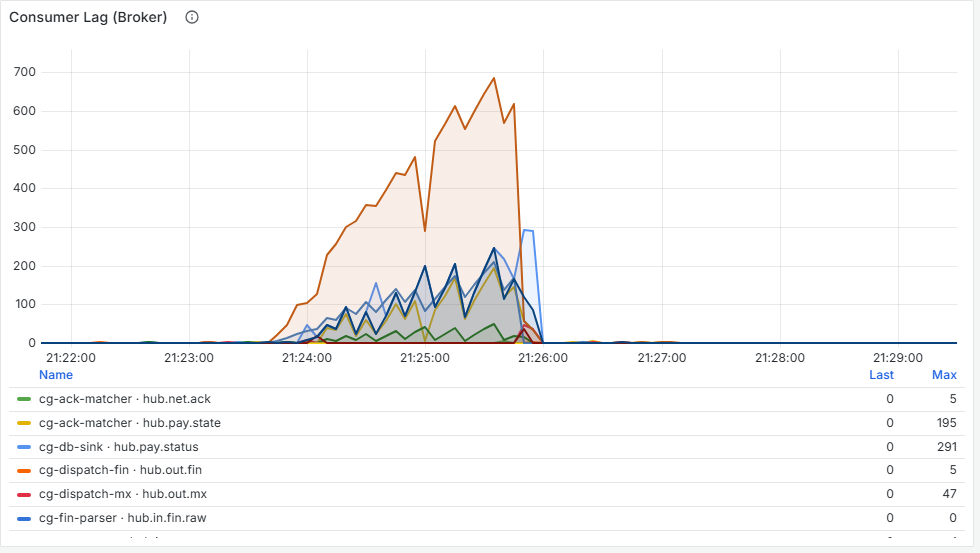 Consumer Lag (Broker)
700
600
500
400
300
200
100
0
21:22:00 21:23:00 21:24:00 21:25:00 21:26:00 21:27:00 21:28:00 21:29:00
Name Last Max
cg-ack-matcher · hub.net.ack 0 5
cg-ack-matcher · hub.pay.state 0 195
cg-db-sink · hub.pay.status 0 291
cg-dispatch-fin · hub.out.fin 0 5
cg-dispatch-mx · hub.out.mx 0 47
cg-fin-parser · hub.in.fin.raw 0 0